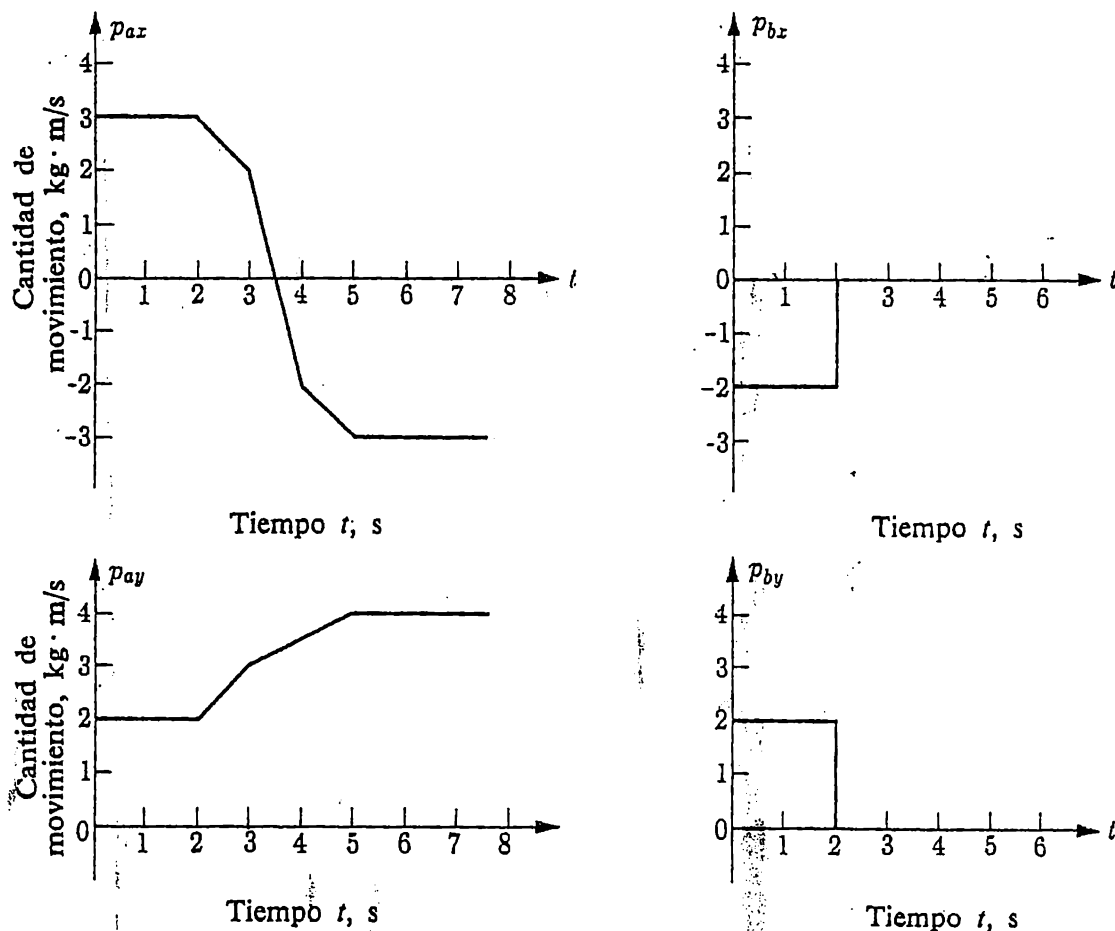 p_ax
4
3
2
1
0
-1
-2
-3
1 2 3 4 5 6 7 8 t
Cantidad de
movimiento, kg · m/s
Tiempo t, s
p_bx
4
3
2
1
0
-1
-2
-3
1 2 3 4 5 6 t
Tiempo t, s
p_ay
4
3
2
1
0
1 2 3 4 5 6 7 8
Cantidad de
movimiento, kg · m/s
Tiempo t, s
p_by
4
3
2
1
0
1 2 3 4 5 6 t
Tiempo t, s